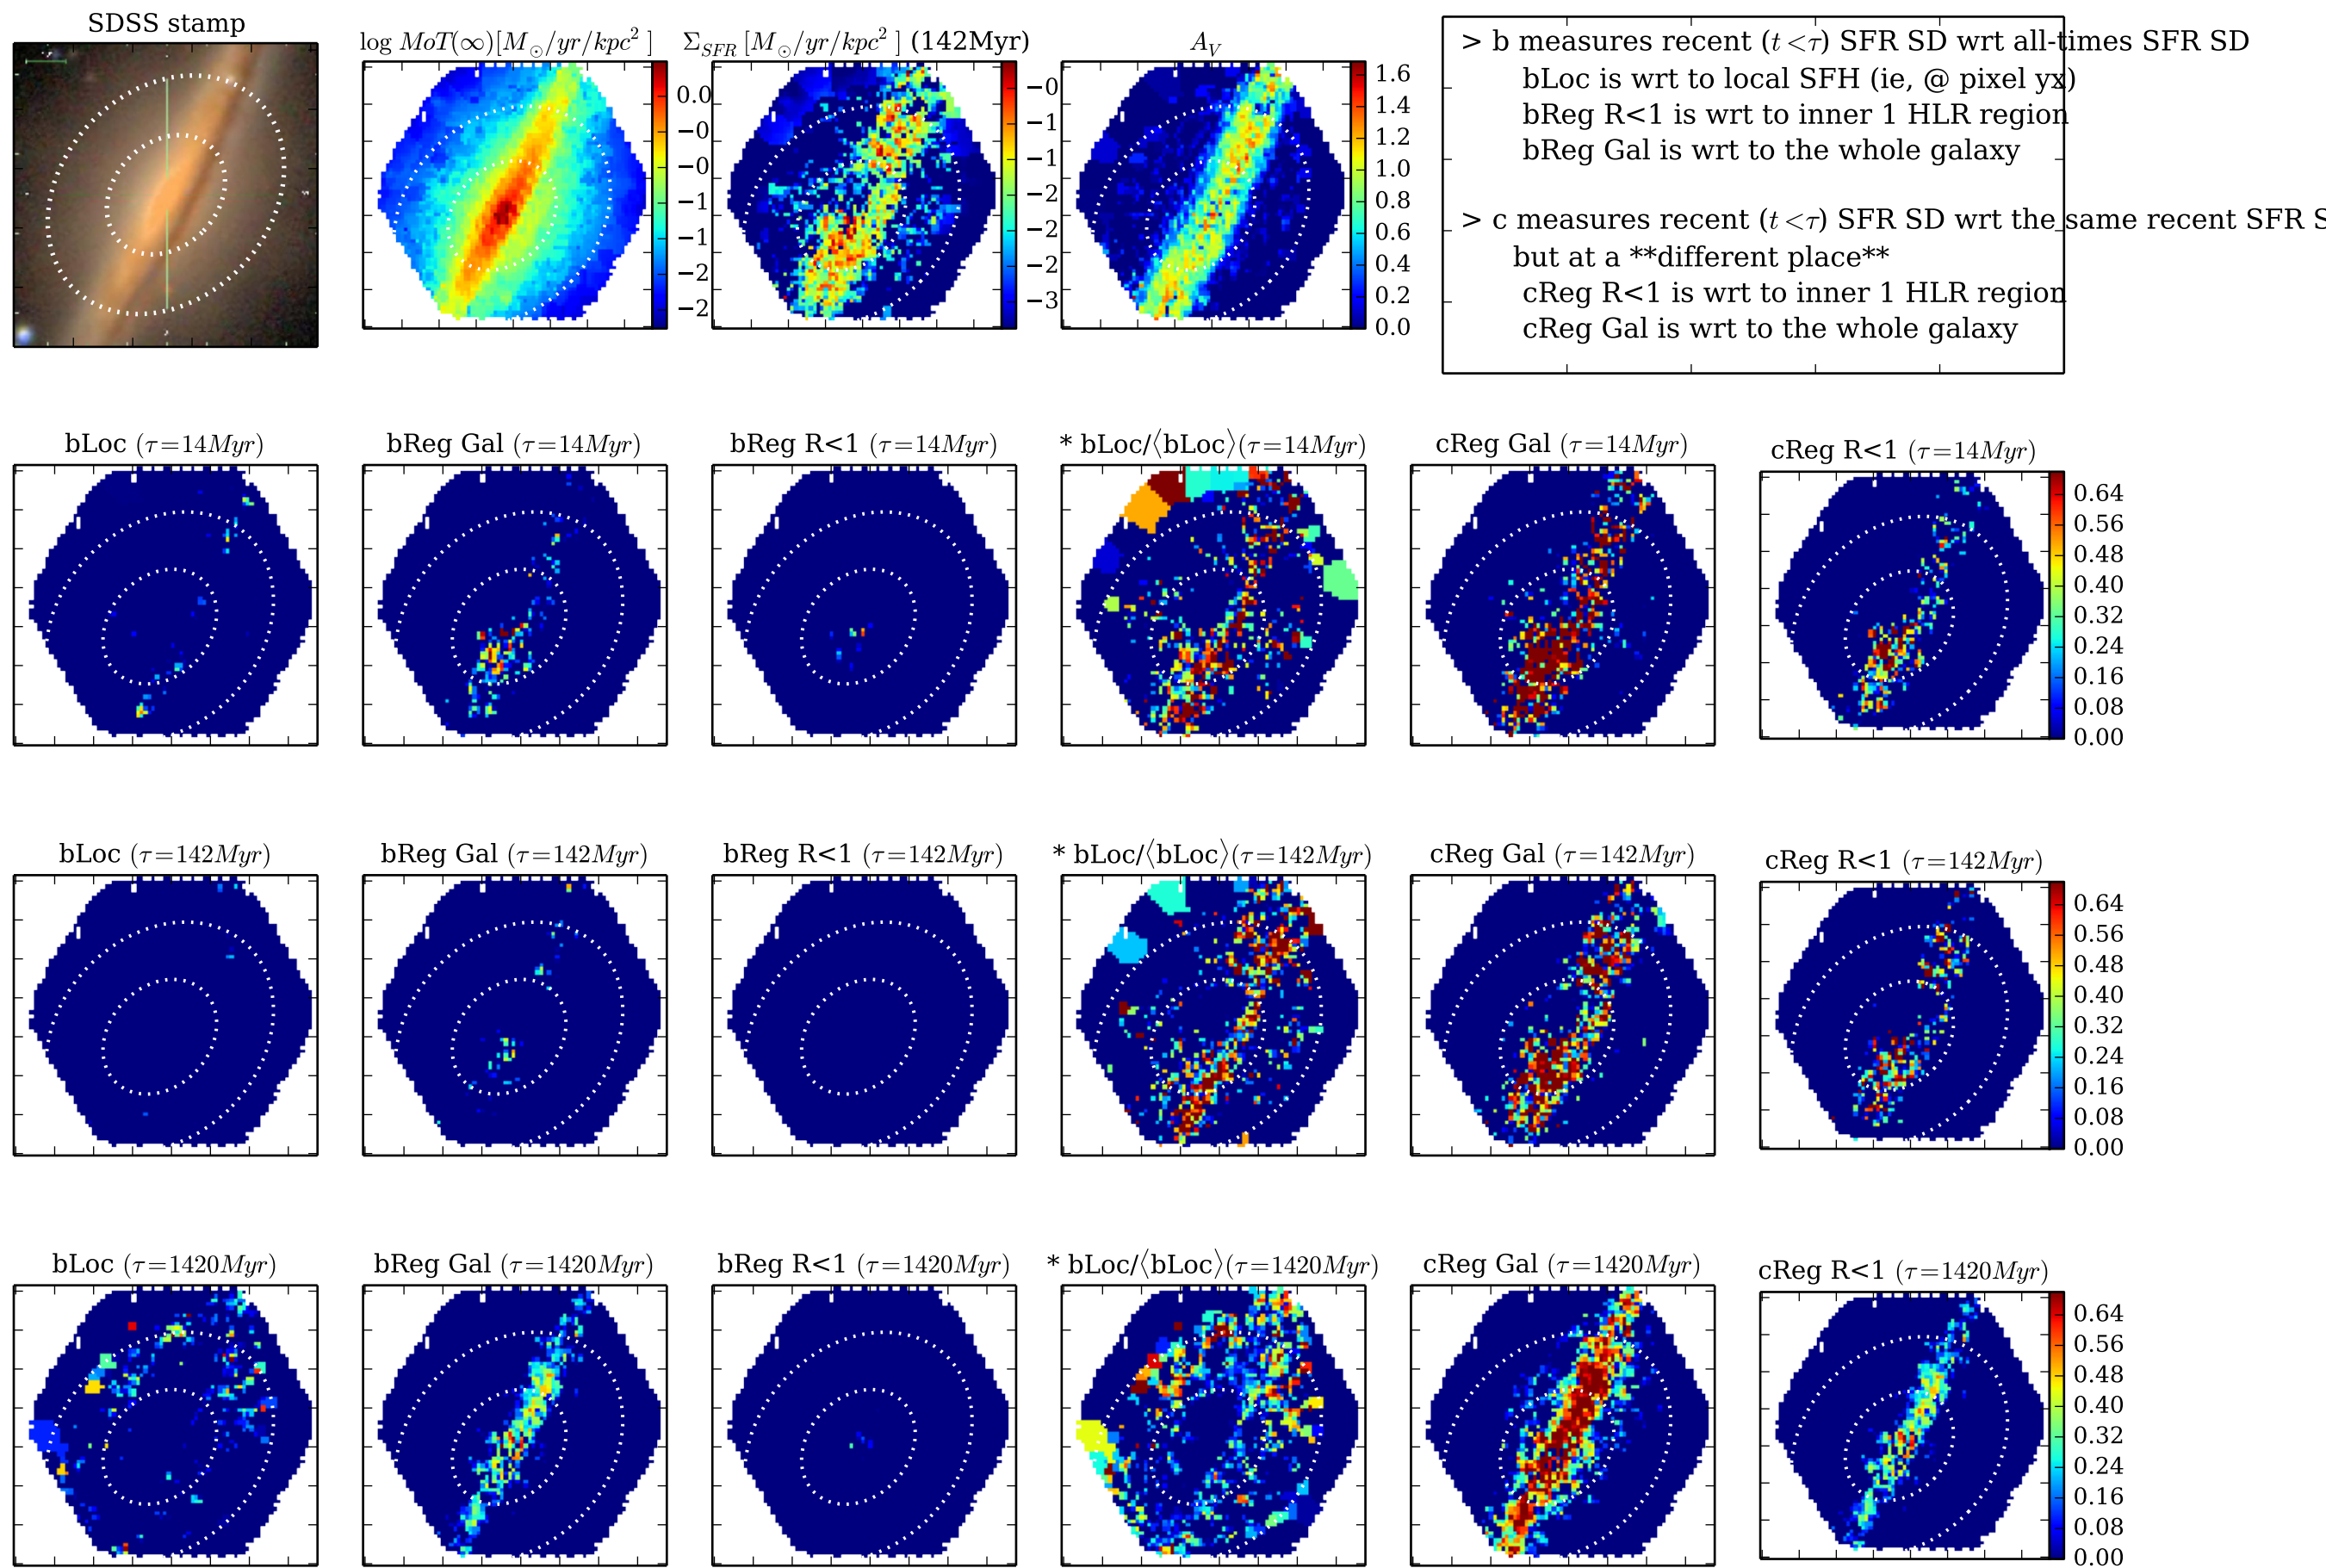 SDSS stamp
log MoT(∞)[M⊙/yr/kpc² ]
Σ_SFR [M⊙/yr/kpc² ] (142Myr)
A_V
0.0
−0
−0
−1
−1
−2
−2
−0
−1
−1
−2
−2
−2
−3
1.6
1.4
1.2
1.0
0.8
0.6
0.4
0.2
0.0
> b measures recent (t<τ) SFR SD wrt all-times SFR SD
bLoc is wrt to local SFH (ie, @ pixel yx)
bReg R<1 is wrt to inner 1 HLR region
bReg Gal is wrt to the whole galaxy
> c measures recent (t<τ) SFR SD wrt the same recent SFR S
but at a **different place**
cReg R<1 is wrt to inner 1 HLR region
cReg Gal is wrt to the whole galaxy
bLoc (τ=14Myr)
bReg Gal (τ=14Myr)
bReg R<1 (τ=14Myr)
* bLoc/⟨bLoc⟩(τ=14Myr)
cReg Gal (τ=14Myr)
cReg R<1 (τ=14Myr)
0.64
0.56
0.48
0.40
0.32
0.24
0.16
0.08
0.00
bLoc (τ=142Myr)
bReg Gal (τ=142Myr)
bReg R<1 (τ=142Myr)
* bLoc/⟨bLoc⟩(τ=142Myr)
cReg Gal (τ=142Myr)
cReg R<1 (τ=142Myr)
0.64
0.56
0.48
0.40
0.32
0.24
0.16
0.08
0.00
bLoc (τ=1420Myr)
bReg Gal (τ=1420Myr)
bReg R<1 (τ=1420Myr)
* bLoc/⟨bLoc⟩(τ=1420Myr)
cReg Gal (τ=1420Myr)
cReg R<1 (τ=1420Myr)
0.64
0.56
0.48
0.40
0.32
0.24
0.16
0.08
0.00